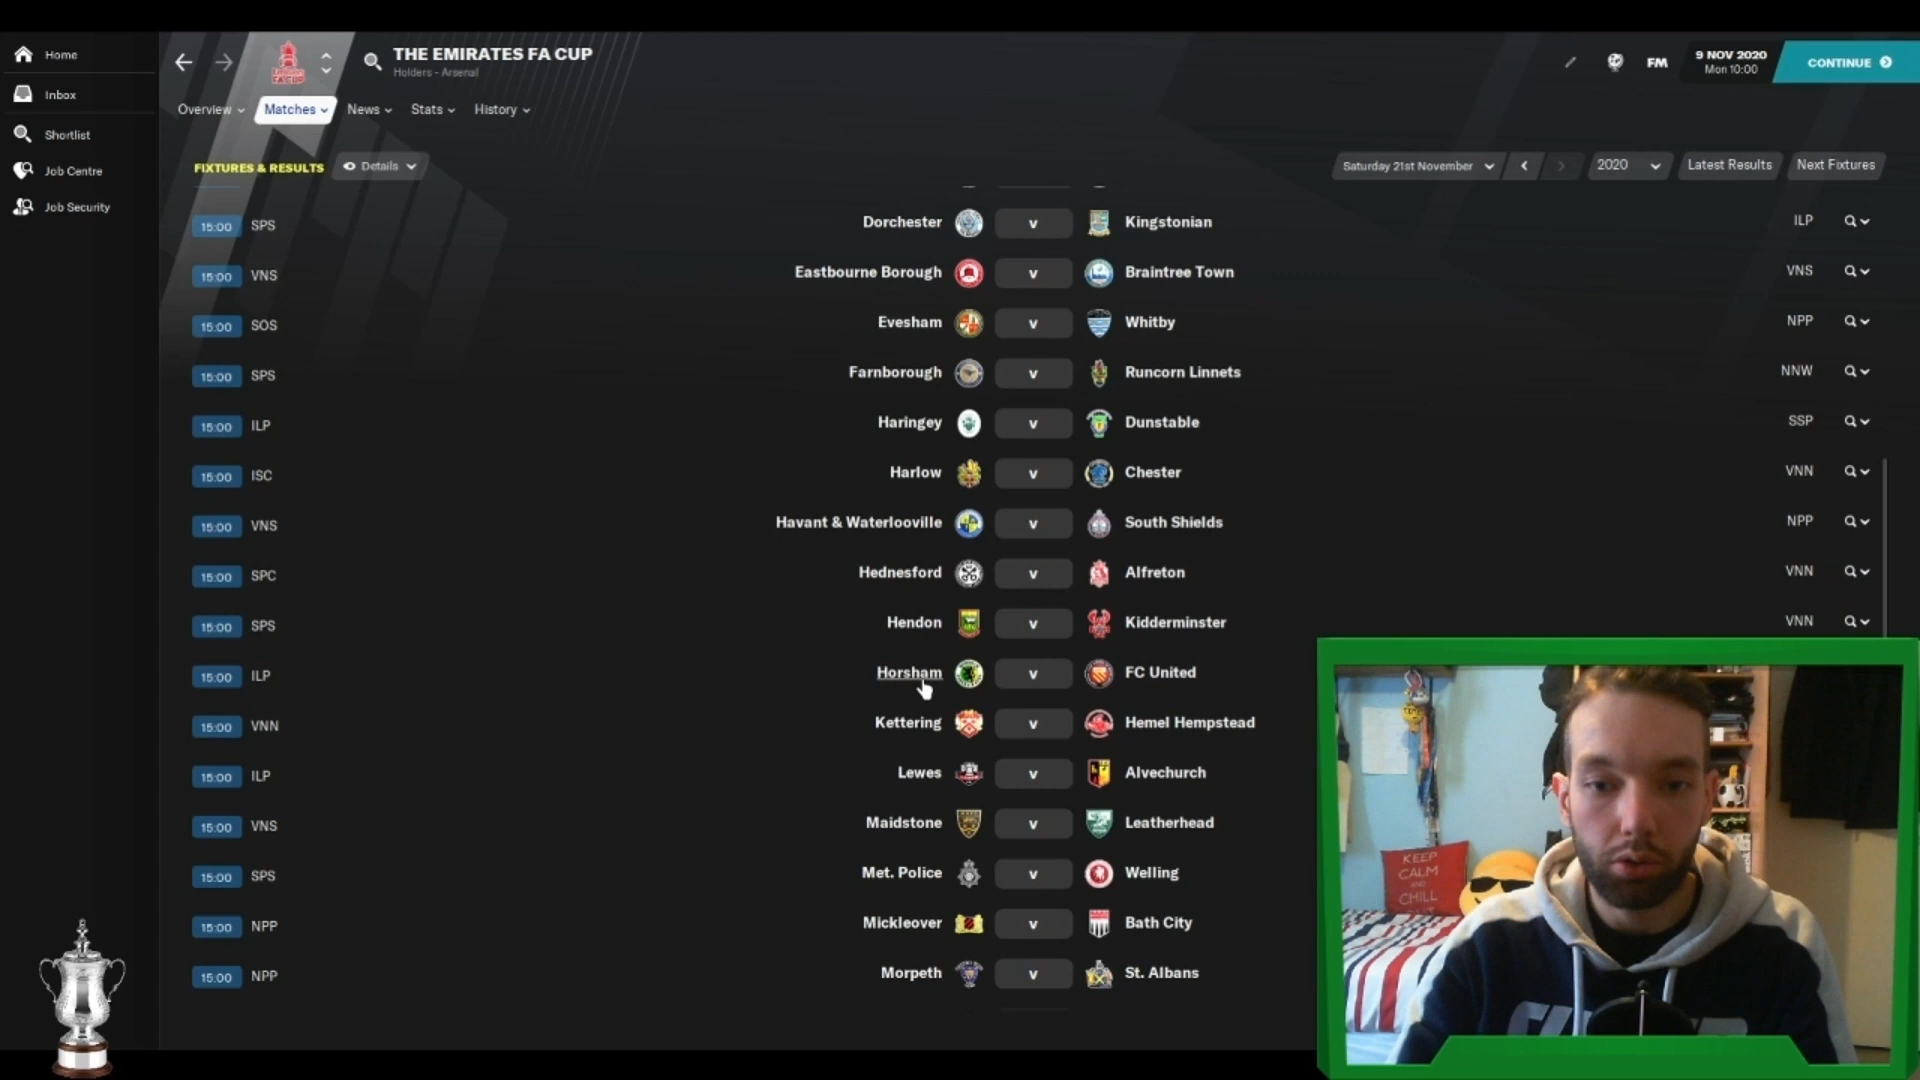 Home
Inbox
Shortlist
Job Centre
Job Security
THE EMIRATES FA CUP
Holders - Arsenal
FM
9 NOV 2020
Mon 10:00
CONTINUE
Overview
Matches
News
Stats
History
FIXTURES & RESULTS
Details
Saturday 21st November
2020
Latest Results
Next Fixtures
15:00 SPS Dorchester v Kingstonian ILP
15:00 VNS Eastbourne Borough v Braintree Town VNS
15:00 SOS Evesham v Whitby NPP
15:00 SPS Farnborough v Runcorn Linnets NNW
15:00 ILP Haringey v Dunstable SSP
15:00 ISC Harlow v Chester VNN
15:00 VNS Havant & Waterlooville v South Shields NPP
15:00 SPC Hednesford v Alfreton VNN
15:00 SPS Hendon v Kidderminster VNN
15:00 ILP Horsham v FC United
15:00 VNN Kettering v Hemel Hempstead
15:00 ILP Lewes v Alvechurch
15:00 VNS Maidstone v Leatherhead
15:00 SPS Met. Police v Welling
15:00 NPP Mickleover v Bath City
15:00 NPP Morpeth v St. Albans
KEEP
CALM
AND
CHILL